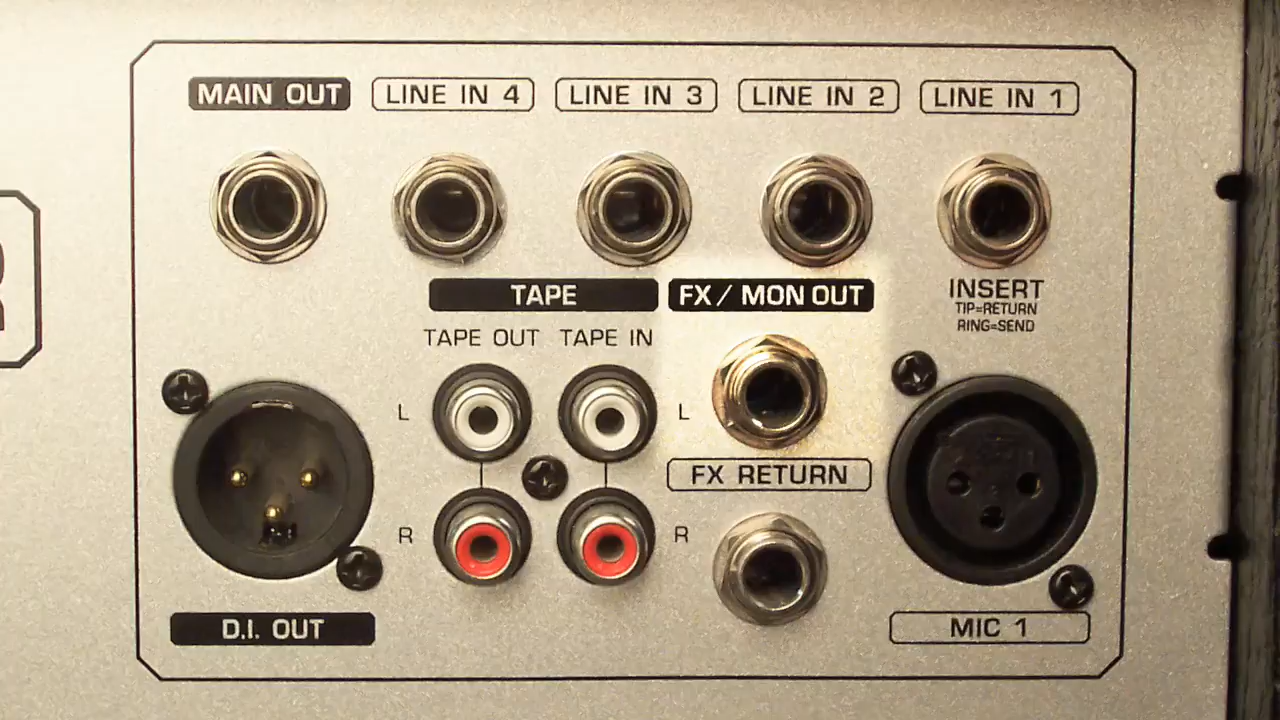 MAIN OUT
LINE IN 4
LINE IN 3
LINE IN 2
LINE IN 1
TAPE
FX / MON OUT
INSERT
TIP=RETURN
RING=SEND
TAPE OUT
TAPE IN
L
L
FX RETURN
R
R
D.I. OUT
MIC 1